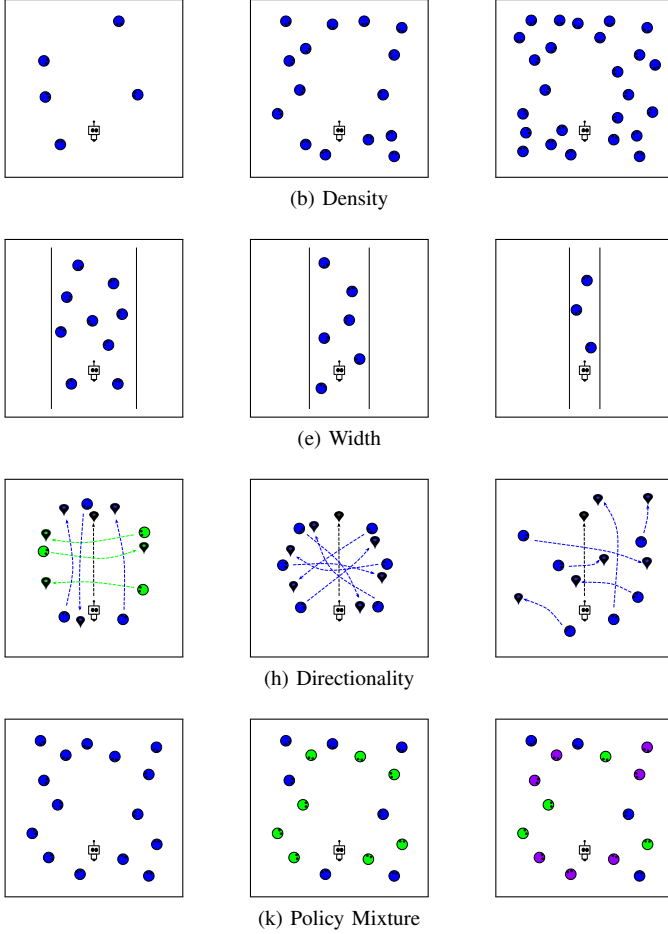 (b) Density
(e) Width
(h) Directionality
(k) Policy Mixture